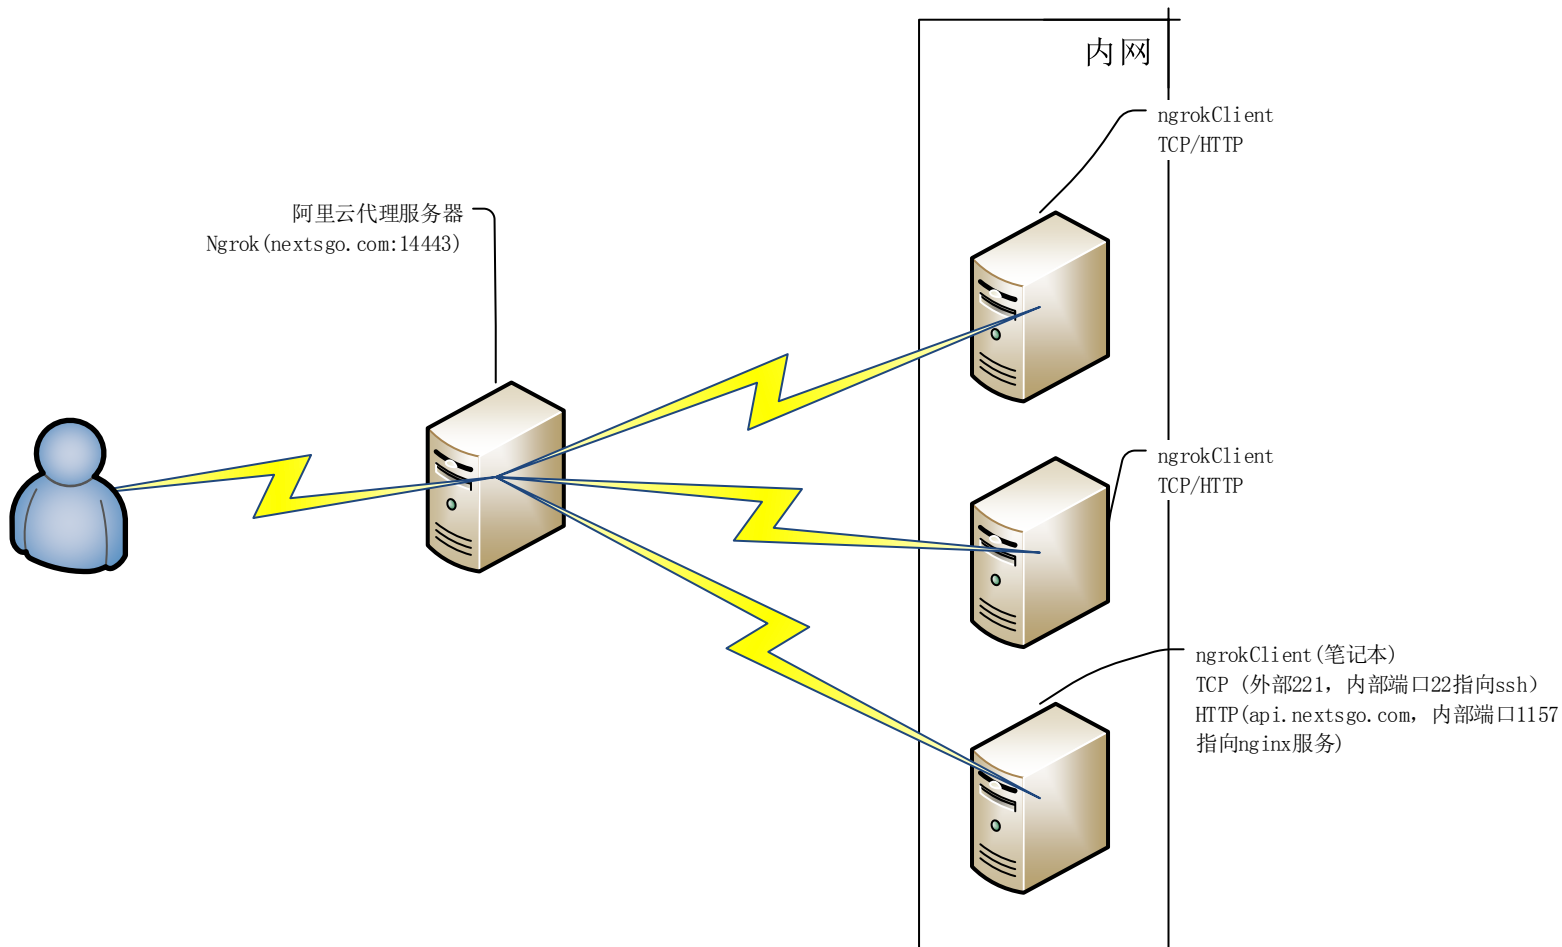 内网
ngrokClient
TCP/HTTP
阿里云代理服务器
Ngrok(nextsgo.com:14443)
ngrokClient
TCP/HTTP
ngrokClient(笔记本)
TCP (外部221，内部端口22指向ssh）
HTTP(api.nextsgo.com，内部端口1157
指向nginx服务)